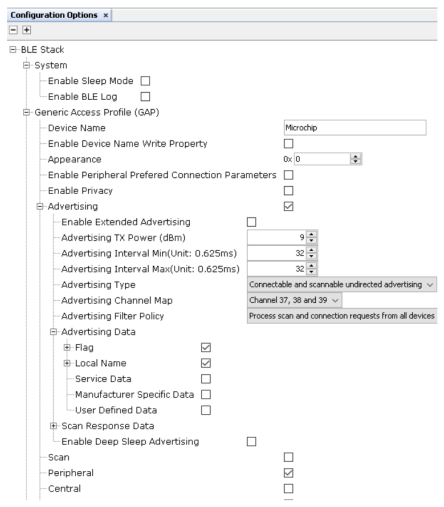 Configuration Options ×
BLE Stack
System
Enable Sleep Mode
Enable BLE Log
Generic Access Profile (GAP)
Device Name Microchip
Enable Device Name Write Property
Appearance 0x 0
Enable Peripheral Prefered Connection Parameters
Enable Privacy
Advertising
Enable Extended Advertising
Advertising TX Power (dBm) 9
Advertising Interval Min(Unit: 0.625ms) 32
Advertising Interval Max(Unit: 0.625ms) 32
Advertising Type Connectable and scannable undirected advertising
Advertising Channel Map Channel 37, 38 and 39
Advertising Filter Policy Process scan and connection requests from all devices
Advertising Data
Flag
Local Name
Service Data
Manufacturer Specific Data
User Defined Data
Scan Response Data
Enable Deep Sleep Advertising
Scan
Peripheral
Central